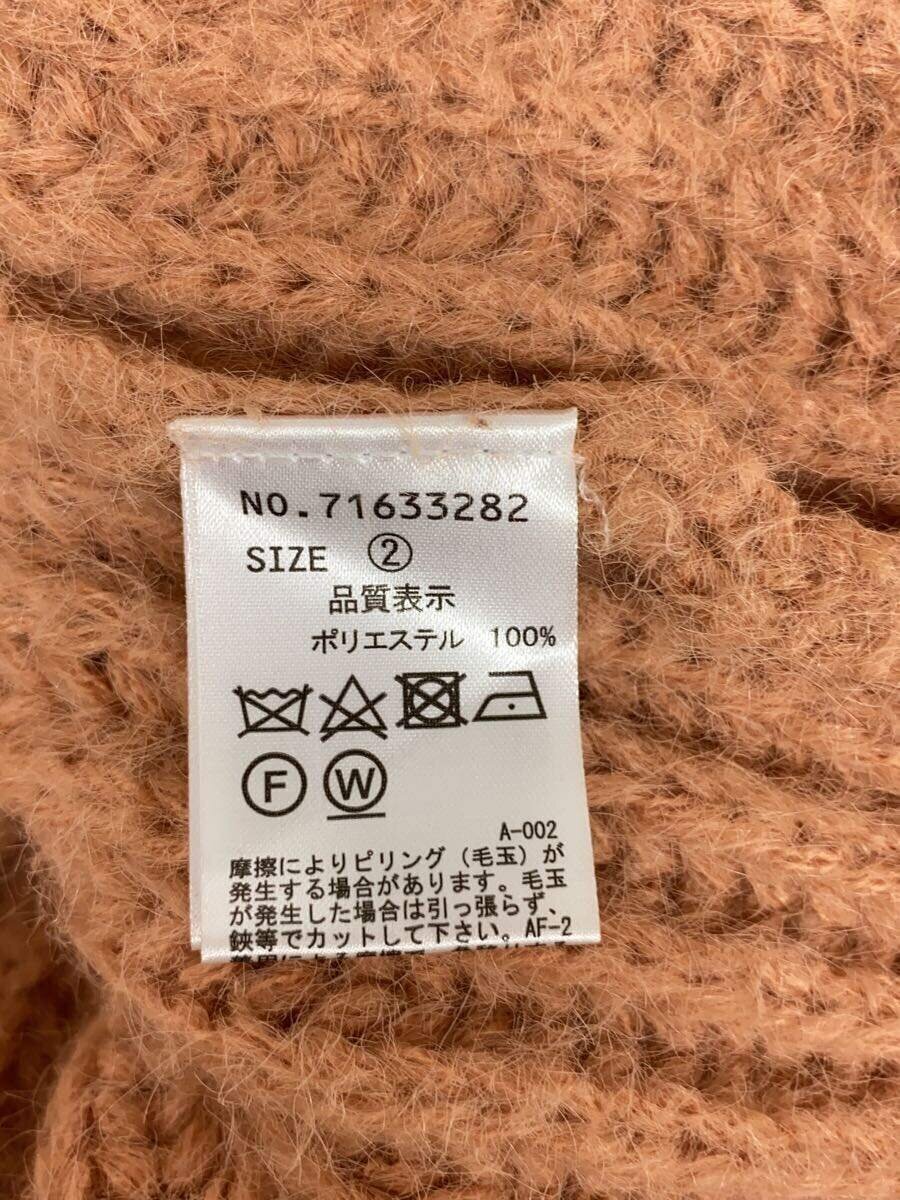 NO.71633282
SIZE ②
品質表示
ポリエステル 100%
F W
A-002
摩擦によりピリング(毛玉)が
発生する場合があります。毛玉
が発生した場合は引っ張らず、
鋏等でカットして下さい。AF-2